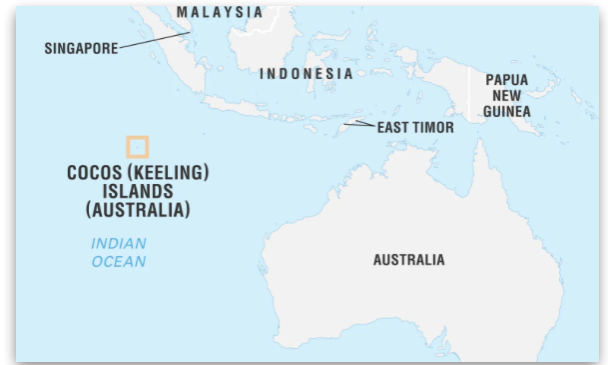 MALAYSIA
SINGAPORE
INDONESIA
PAPUA
NEW
GUINEA
EAST TIMOR
COCOS (KEELING)
ISLANDS
(AUSTRALIA)
INDIAN
OCEAN
AUSTRALIA